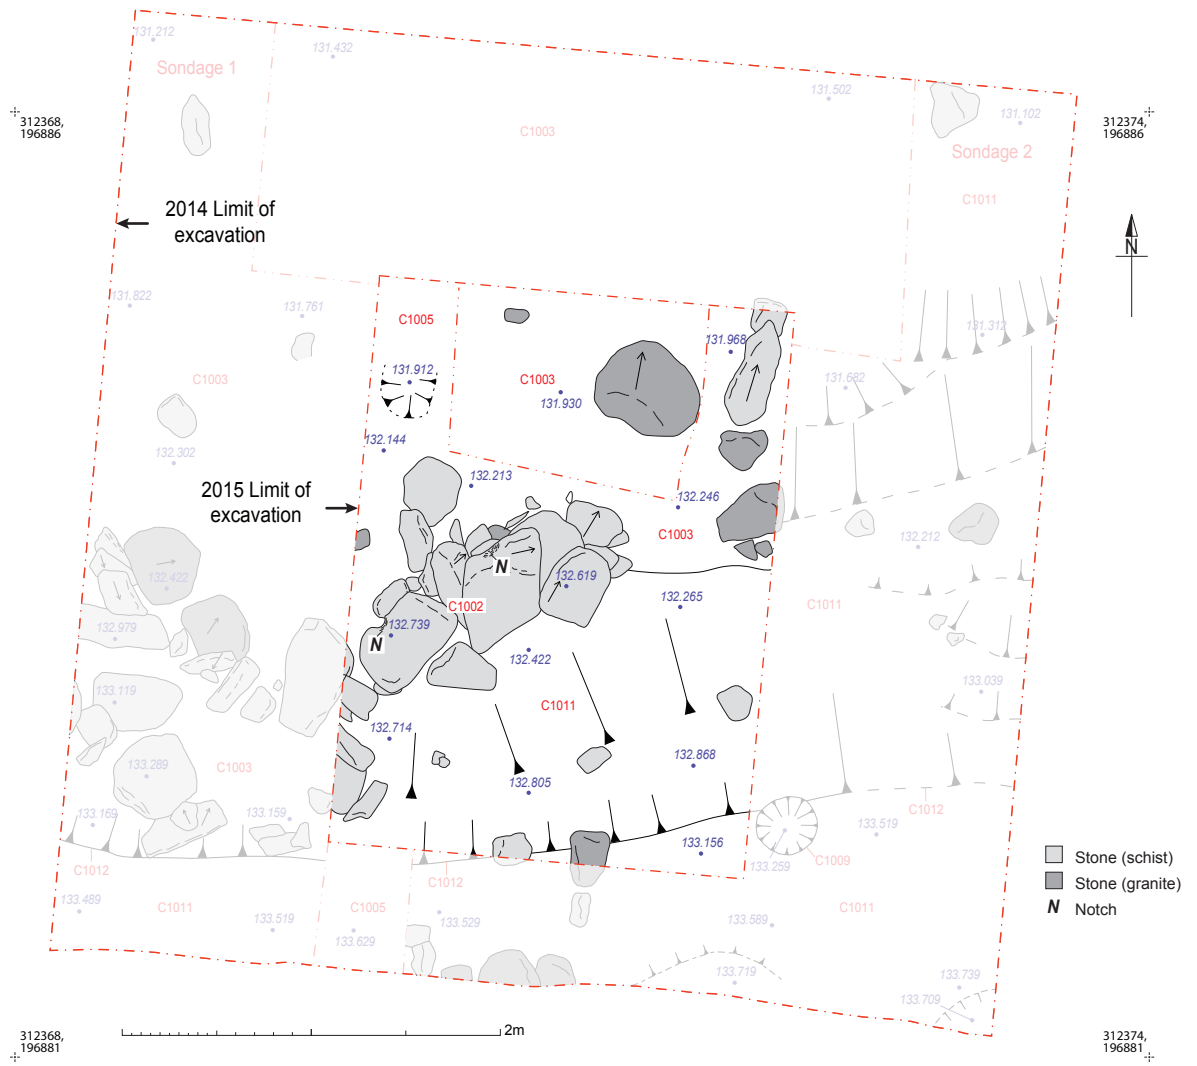 131.212
131.432
Sondage 1
131.502
131.102
312368,
196886
312374,
196886
C1003
Sondage 2
C1011
2014 Limit of
excavation
N
131.822
131.761
C1005
131.968
131.312
C1003
131.912
C1003
131.930
131.682
132.144
132.302
132.213
2015 Limit of
excavation
132.246
C1003
132.212
N
132.422
132.619
C1002
132.265
C1011
132.979
132.739
N
132.422
133.119
C1011
133.039
132.714
133.289
C1003
132.868
132.805
133.169
133.159
C1012
133.519
133.156
133.259
C1009
Stone (schist)
Stone (granite)
N Notch
C1012
C1012
133.489
C1011
133.519
C1005
133.629
133.529
133.589
C1011
133.719
133.739
133.709
312368,
196881
2m
312374,
196881